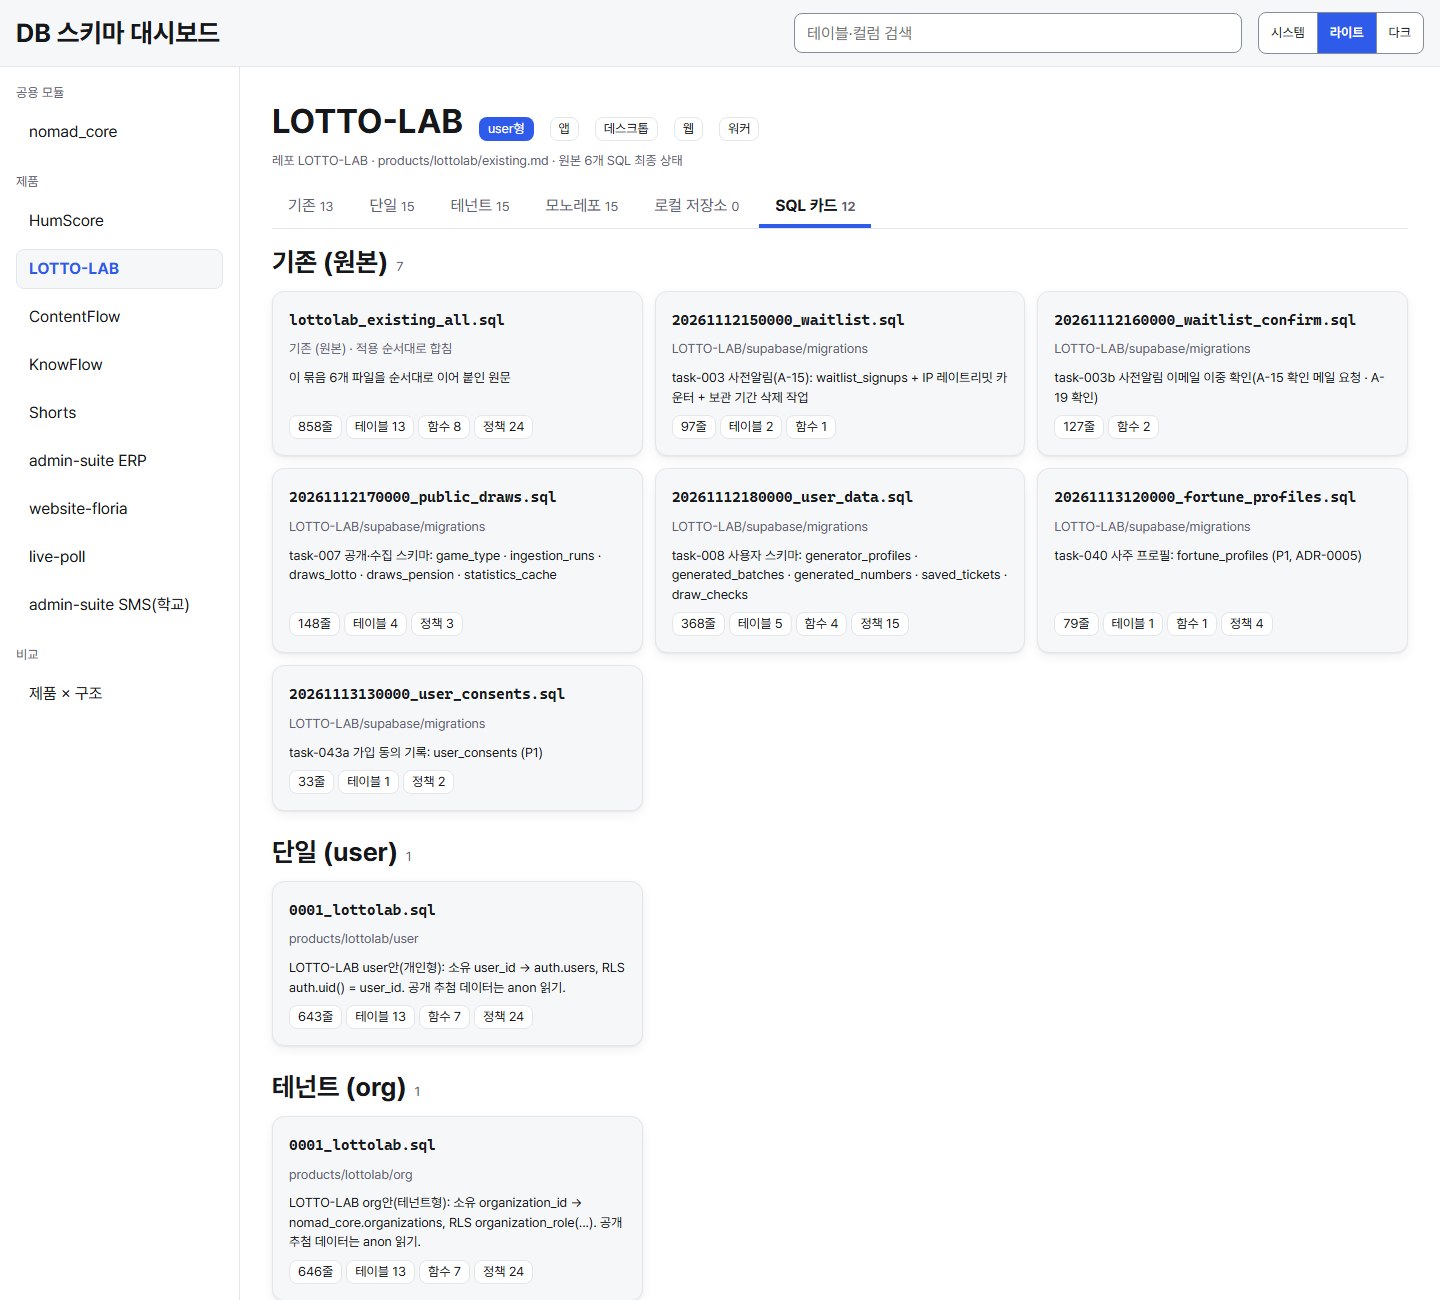 DB 스키마 대시보드
테이블·컬럼 검색
시스템
라이트
다크
공용 모듈
nomad_core
제품
HumScore
LOTTO-LAB
ContentFlow
KnowFlow
Shorts
admin-suite ERP
website-floria
live-poll
admin-suite SMS(학교)
비교
제품 × 구조
LOTTO-LAB
user형
앱
데스크톱
웹
워커
레포 LOTTO-LAB · products/lottolab/existing.md · 원본 6개 SQL 최종 상태
기존 13
단일 15
테넌트 15
모노레포 15
로컬 저장소 0
SQL 카드 12
기존 (원본) 7
lottolab_existing_all.sql
기존 (원본) · 적용 순서대로 합침
이 묶음 6개 파일을 순서대로 이어 붙인 원문
858줄
테이블 13
함수 8
정책 24
20261112150000_waitlist.sql
LOTTO-LAB/supabase/migrations
task-003 사전알림(A-15): waitlist_signups + IP 레이트리밋 카
운터 + 보관 기간 삭제 작업
97줄
테이블 2
함수 1
20261112160000_waitlist_confirm.sql
LOTTO-LAB/supabase/migrations
task-003b 사전알림 이메일 이중 확인(A-15 확인 메일 요청 · A-
19 확인)
127줄
함수 2
20261112170000_public_draws.sql
LOTTO-LAB/supabase/migrations
task-007 공개·수집 스키마: game_type · ingestion_runs ·
draws_lotto · draws_pension · statistics_cache
148줄
테이블 4
정책 3
20261112180000_user_data.sql
LOTTO-LAB/supabase/migrations
task-008 사용자 스키마: generator_profiles ·
generated_batches · generated_numbers · saved_tickets ·
draw_checks
368줄
테이블 5
함수 4
정책 15
20261113120000_fortune_profiles.sql
LOTTO-LAB/supabase/migrations
task-040 사주 프로필: fortune_profiles (P1, ADR-0005)
79줄
테이블 1
함수 1
정책 4
20261113130000_user_consents.sql
LOTTO-LAB/supabase/migrations
task-043a 가입 동의 기록: user_consents (P1)
33줄
테이블 1
정책 2
단일 (user) 1
0001_lottolab.sql
products/lottolab/user
LOTTO-LAB user안(개인형): 소유 user_id → auth.users, RLS
auth.uid() = user_id. 공개 추첨 데이터는 anon 읽기.
643줄
테이블 13
함수 7
정책 24
테넌트 (org) 1
0001_lottolab.sql
products/lottolab/org
LOTTO-LAB org안(테넌트형): 소유 organization_id →
nomad_core.organizations, RLS organization_role(...). 공개
추첨 데이터는 anon 읽기.
646줄
테이블 13
함수 7
정책 24